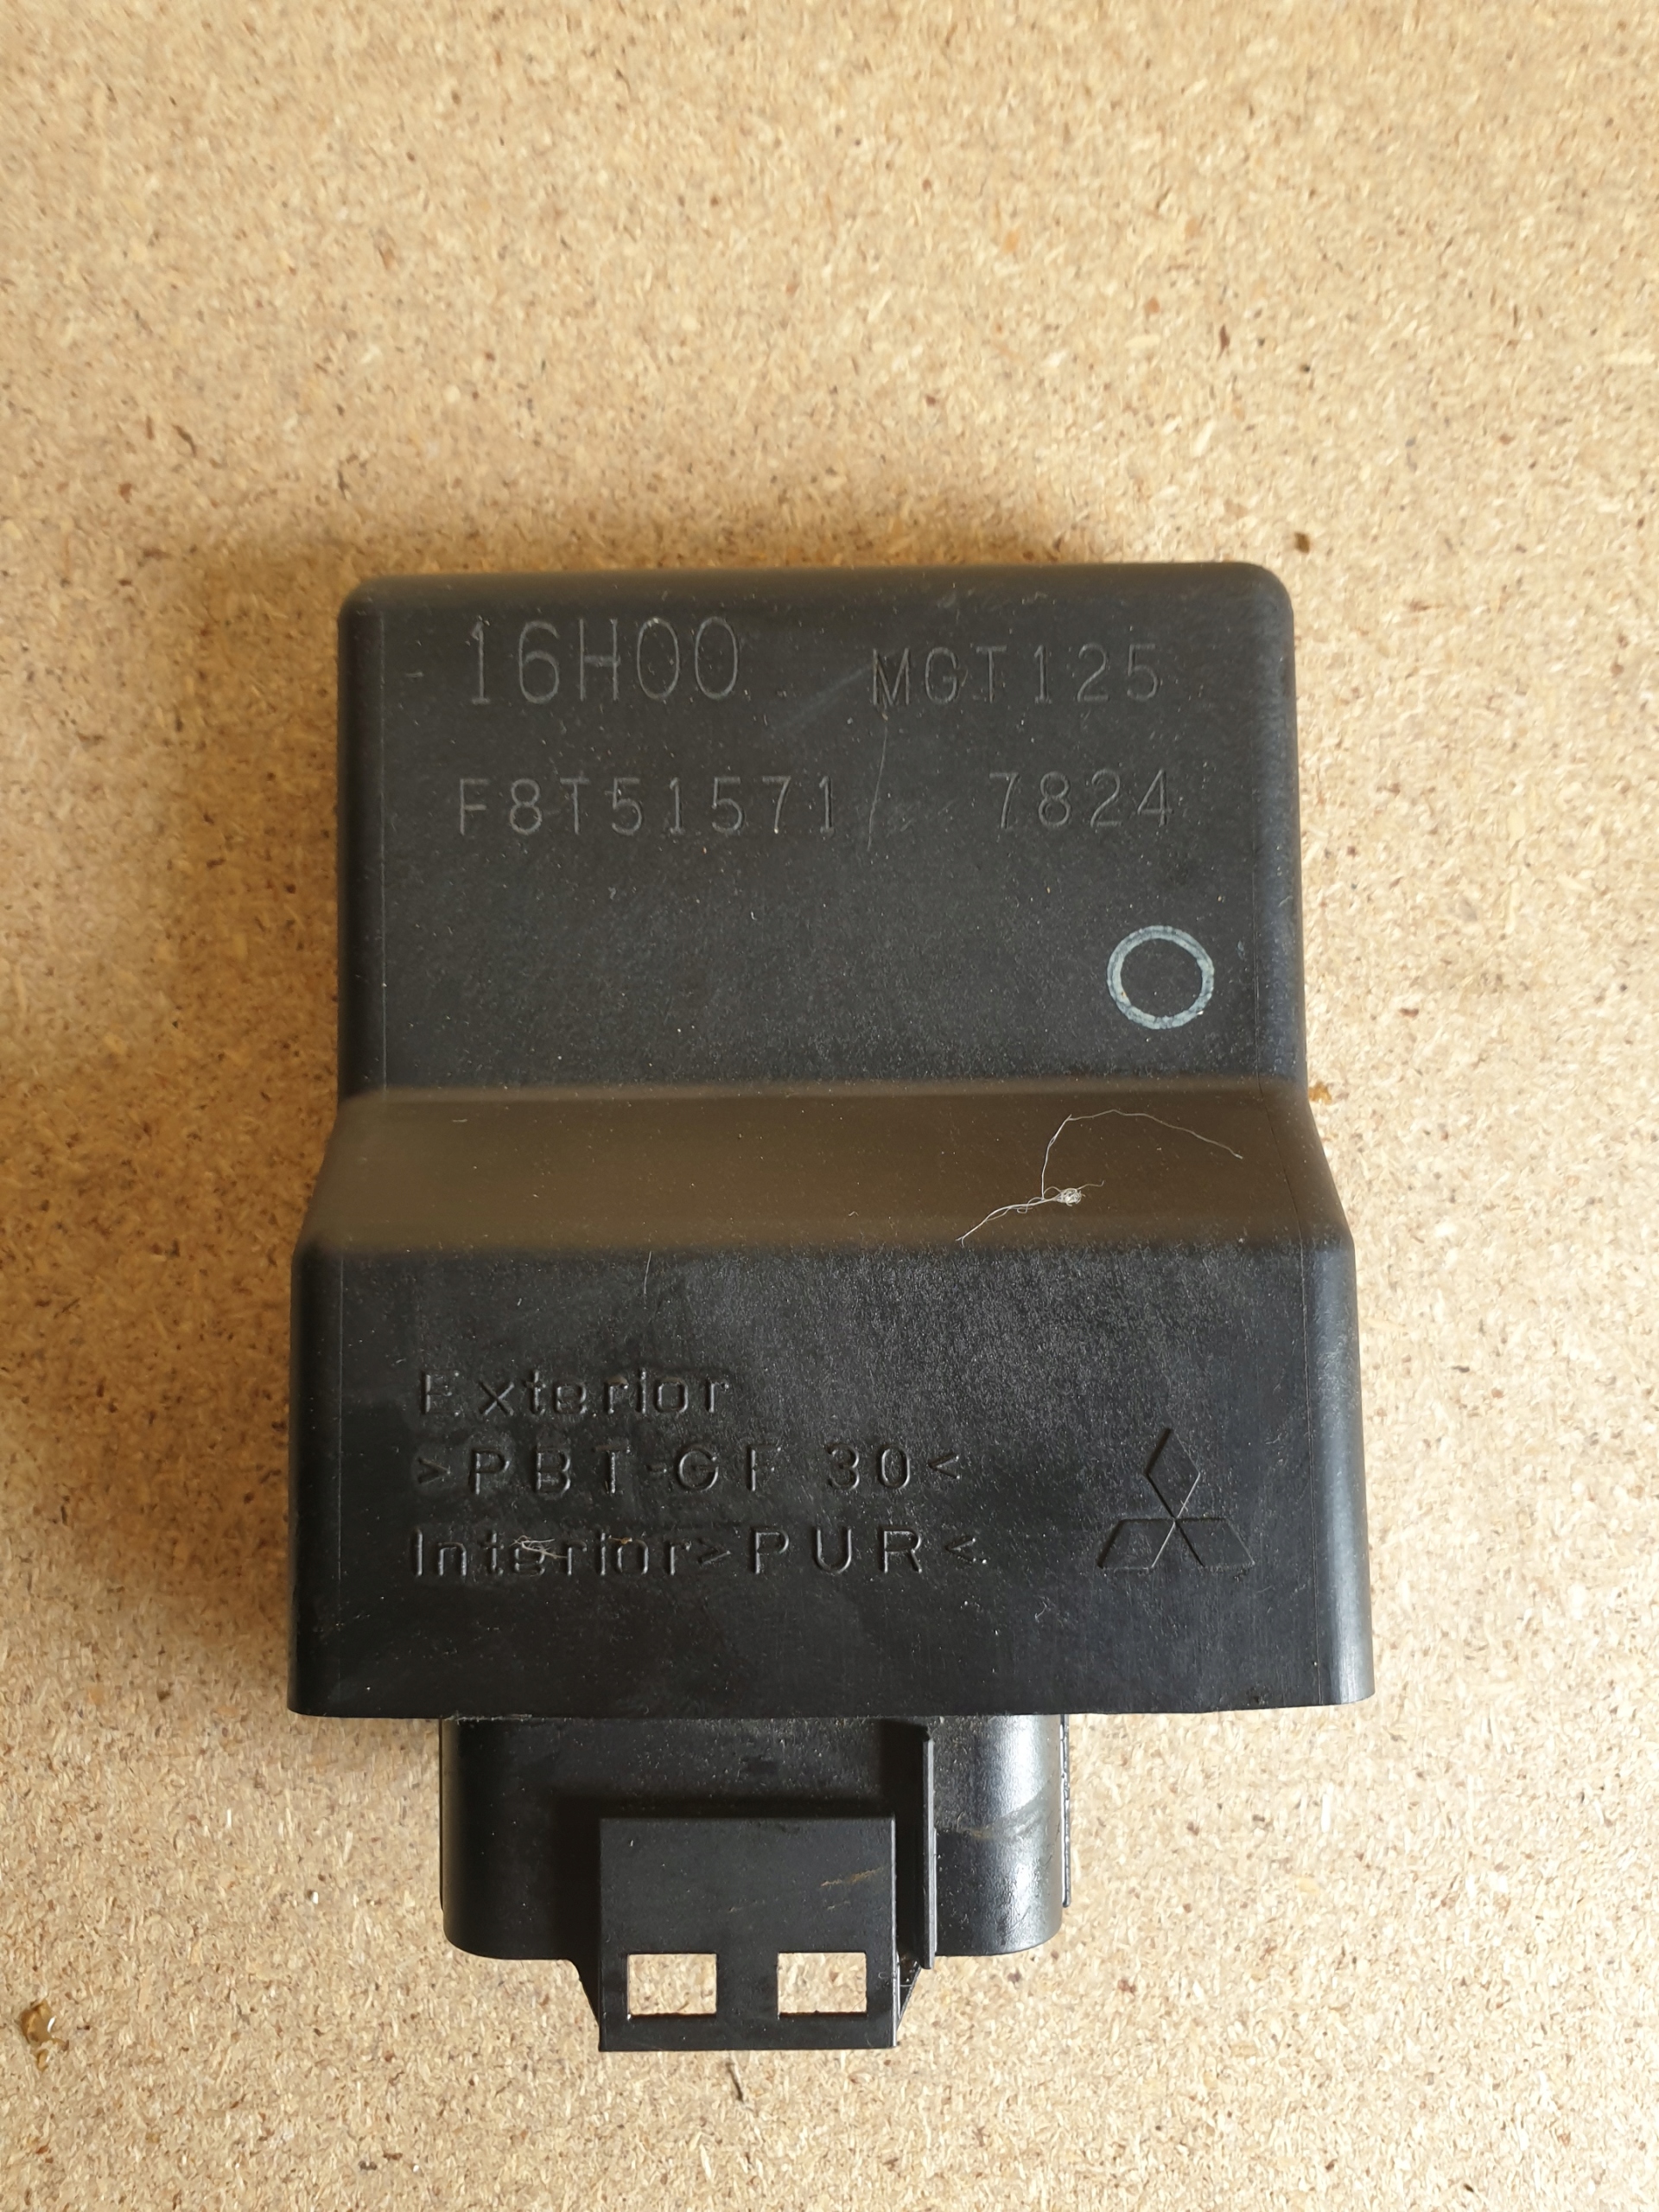 16H00 MGT125
F8T51571 7824
Exterior
>PBT-GF 30<
Interior>PUR<